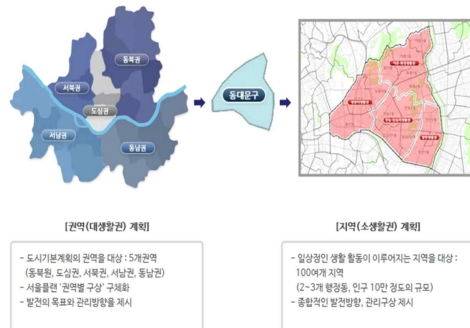 동북권
서북권
도심권
동대문구
서남권
동남권
[권역(대생활권) 계획]
[지역(소생활권) 계획]
- 도시기본계획의 권역을 대상 : 5개권역
(동북원, 도심권, 서북권, 서남권, 동남권)
- 서울플랜 '권역별 구상' 구체화
- 발전의 목표와 관리방향을 제시
- 일상정인 생활 활동이 이루어지는 지역을 대상 :
100여개 지역
(2~3개 행정동, 인구 10만 정도의 규모)
- 종합적인 발전방향, 관리구상 제시